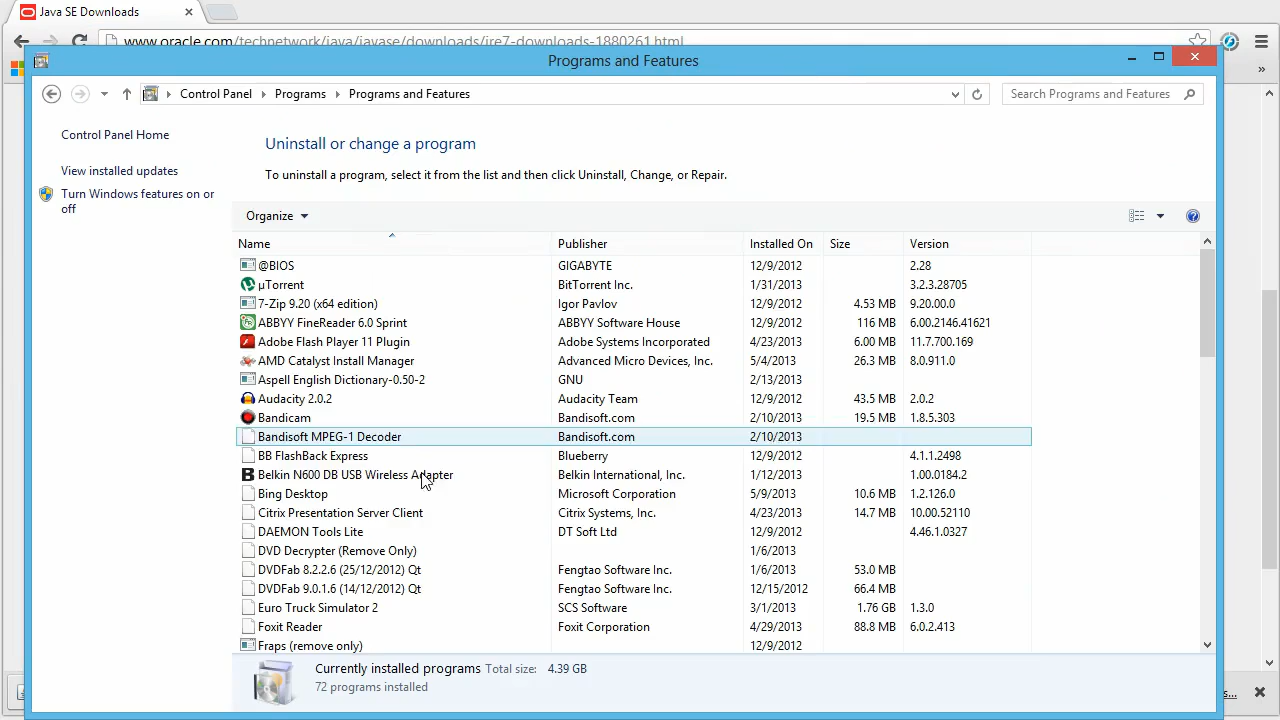 Java SE Downloads
www.oracle.com/technetwork/java/javase/downloads/jre7-downloads-1880261.html
Programs and Features
Control Panel Programs Programs and Features Search Programs and Features
Control Panel Home
View installed updates
Turn Windows features on or
off
Uninstall or change a program
To uninstall a program, select it from the list and then click Uninstall, Change, or Repair.
Organize
Name Publisher Installed On Size Version
@BIOS GIGABYTE 12/9/2012 2.28
µTorrent BitTorrent Inc. 1/31/2013 3.2.3.28705
7-Zip 9.20 (x64 edition) Igor Pavlov 12/9/2012 4.53 MB 9.20.00.0
ABBYY FineReader 6.0 Sprint ABBYY Software House 12/9/2012 116 MB 6.00.2146.41621
Adobe Flash Player 11 Plugin Adobe Systems Incorporated 4/23/2013 6.00 MB 11.7.700.169
AMD Catalyst Install Manager Advanced Micro Devices, Inc. 5/4/2013 26.3 MB 8.0.911.0
Aspell English Dictionary-0.50-2 GNU 2/13/2013
Audacity 2.0.2 Audacity Team 12/9/2012 43.5 MB 2.0.2
Bandicam Bandisoft.com 2/10/2013 19.5 MB 1.8.5.303
Bandisoft MPEG-1 Decoder Bandisoft.com 2/10/2013
BB FlashBack Express Blueberry 12/9/2012 4.1.1.2498
Belkin N600 DB USB Wireless Adapter Belkin International, Inc. 1/12/2013 1.00.0184.2
Bing Desktop Microsoft Corporation 5/9/2013 10.6 MB 1.2.126.0
Citrix Presentation Server Client Citrix Systems, Inc. 4/23/2013 14.7 MB 10.00.52110
DAEMON Tools Lite DT Soft Ltd 12/9/2012 4.46.1.0327
DVD Decrypter (Remove Only) 1/6/2013
DVDFab 8.2.2.6 (25/12/2012) Qt Fengtao Software Inc. 1/6/2013 53.0 MB
DVDFab 9.0.1.6 (14/12/2012) Qt Fengtao Software Inc. 12/15/2012 66.4 MB
Euro Truck Simulator 2 SCS Software 3/1/2013 1.76 GB 1.3.0
Foxit Reader Foxit Corporation 4/29/2013 88.8 MB 6.0.2.413
Fraps (remove only) 12/9/2012
Currently installed programs Total size: 4.39 GB
72 programs installed